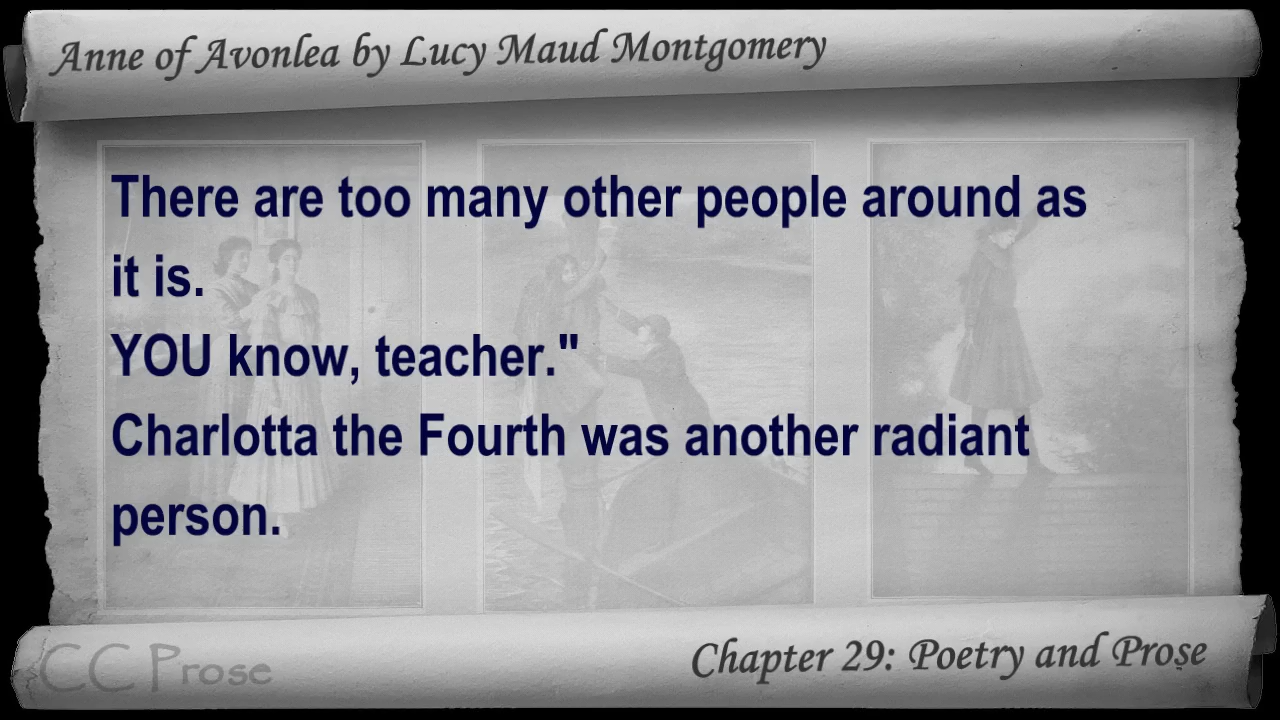 Anne of Avonlea by Lucy Maud Montgomery
There are too many other people around as
it is.
YOU know, teacher."
Charlotta the Fourth was another radiant
person.
CC Prose
Chapter 29: Poetry and Prose